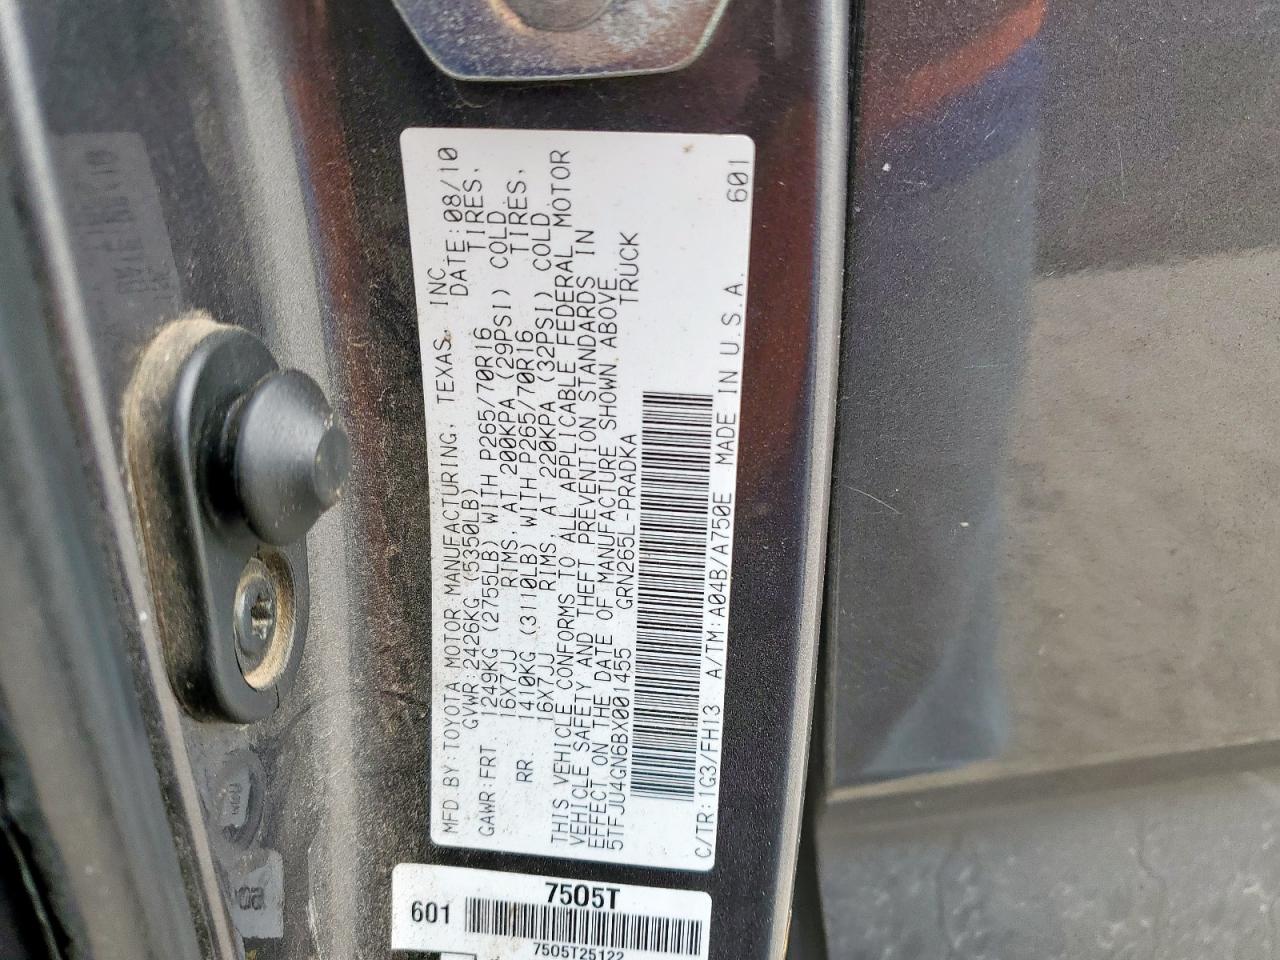 MFD BY:TOYOTA MOTOR MANUFACTURING, TEXAS, INC
GVWR:2426KG (5350LB) DATE:08/10
GAWR:FRT 1249KG (2755LB) WITH P265/70R16 TIRES,
16X7JJ RIMS, AT 200KPA (29PSI) COLD
RR. 1410KG (3110LB) WITH P265/70R16 TIRES,
16X7JJ RIMS, AT 220KPA (32PSI) COLD
THIS VEHICLE CONFORMS TO ALL APPLICABLE FEDERAL MOTOR
VEHICLE SAFETY AND THEFT PREVENTION STANDARDS IN
EFFECT ON THE DATE OF MANUFACTURE SHOWN ABOVE
5TFJU4GN6BX001455 GRN265L-PRADKA TRUCK
C/TR:1G3/FH13 A/TM:A04B/A750E MADE IN U.S.A. 601
7505T
601
7505T25122